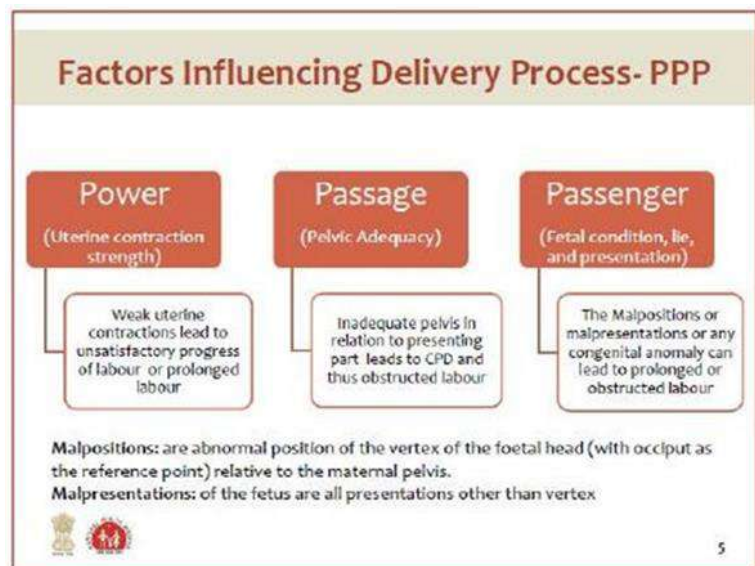 Factors Influencing Delivery Process- PPP
Power
(Uterine contraction
strength)
Weak uterine
contractions lead to
unsatisfactory progress
of labour or prolonged
labour
Passage
(Pelvic Adequacy)
Inadequate pelvis in
relation to presenting
part leads to CPD and
thus obstructed labour
Passenger
(Fetal condition, lie,
and presentation)
The Malpositions or
malpresentations or any
congenital anomaly can
lead to prolonged or
obstructed labour
Malpositions: are abnormal position of the vertex of the foetal head (with occiput as
the reference point) relative to the maternal pelvis.
Malpresentations: of the fetus are all presentations other than vertex
5